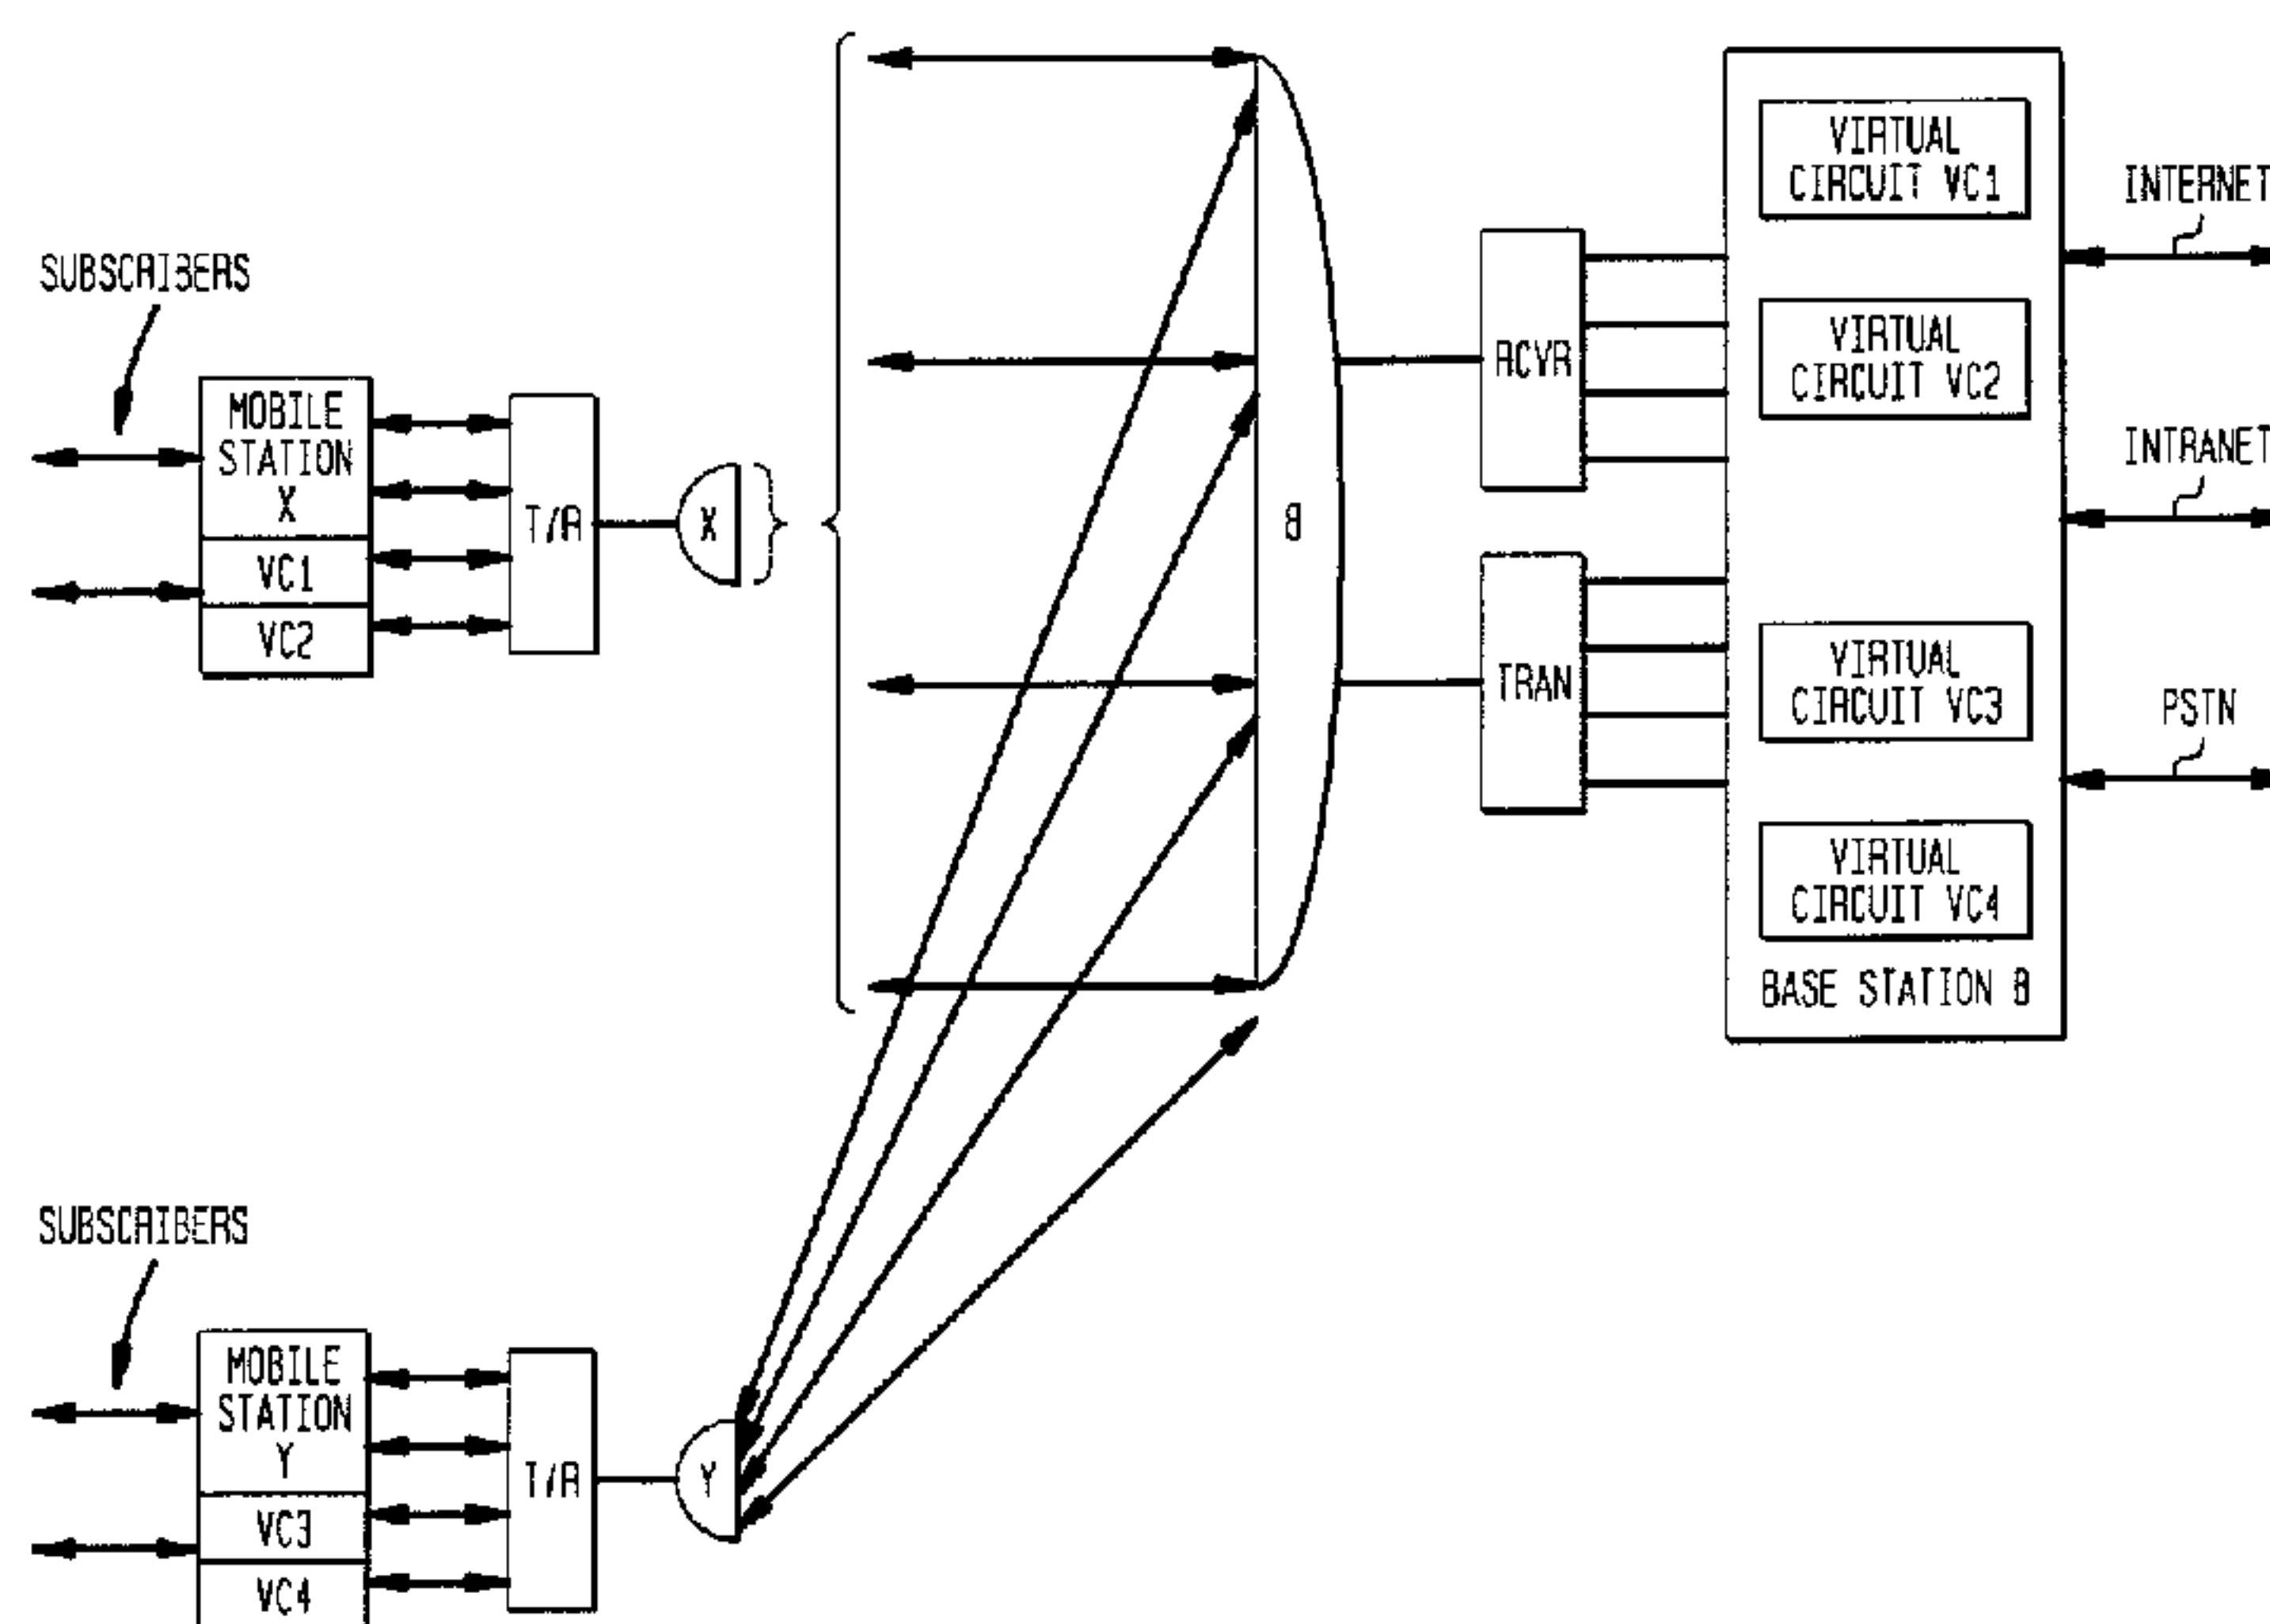 SUBSCRIBERS
MOBILE
STATION
X
VC1
VC2
T/R
X
B
RCVR
TRAN
VIRTUAL
CIRCUIT VC1
VIRTUAL
CIRCUIT VC2
VIRTUAL
CIRCUIT VC3
VIRTUAL
CIRCUIT VC4
BASE STATION B
INTERNET
INTRANET
PSTN
SUBSCRIBERS
MOBILE
STATION
Y
VC3
VC4
T/R
Y